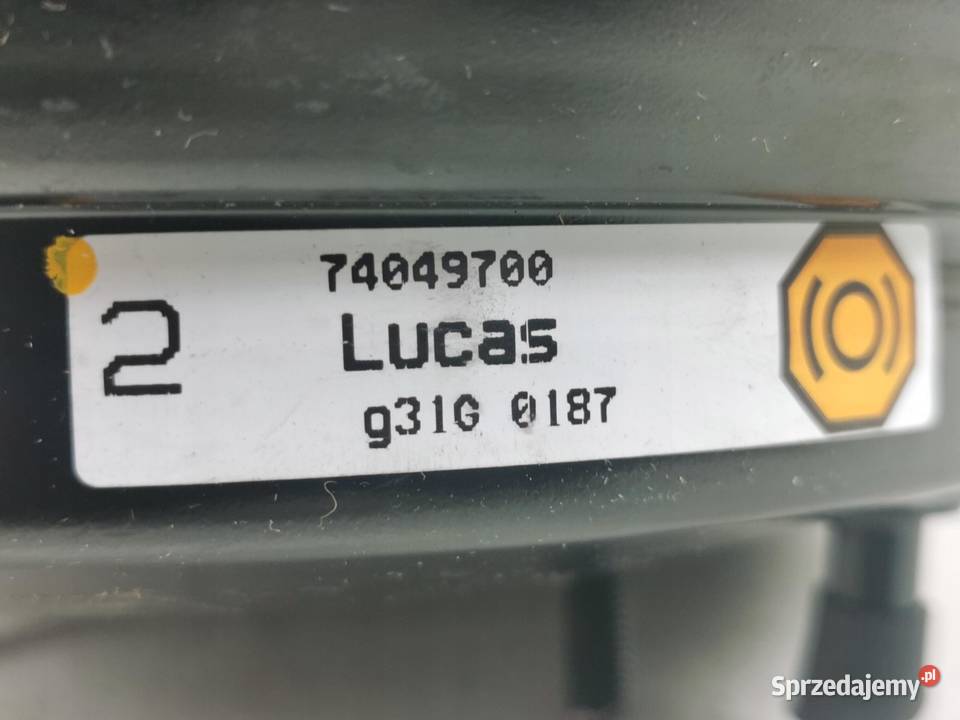 74049700
2
Lucas
g31G 0187
Sprzedajemy.pl